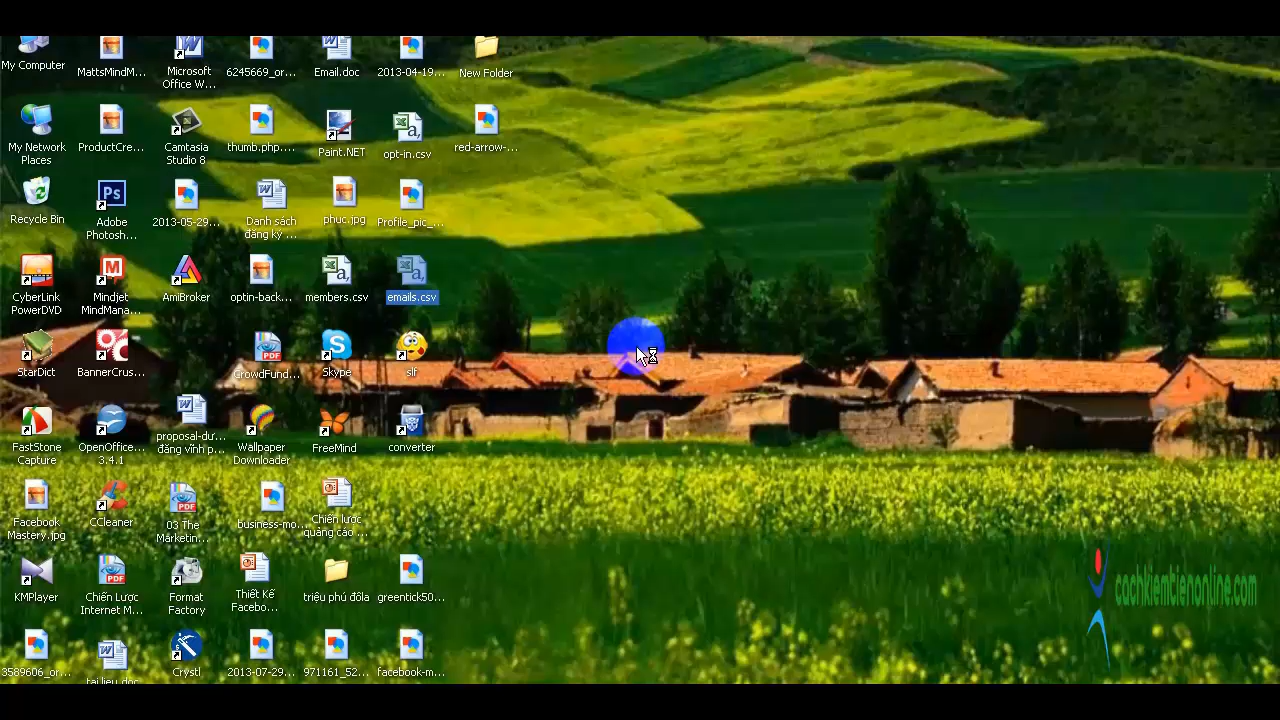 My Computer
MattsMindM...
Microsoft
Office W...
6245669_or...
Email.doc
2013-04-19...
New Folder
My Network
Places
ProductCre...
Camtasia
Studio 8
thumb.php....
Paint.NET
opt-in.csv
red-arrow-...
Recycle Bin
Adobe
Photosh...
2013-05-29...
Danh sách
đăng ký ...
phuc.jpg
Profile_pic_...
CyberLink
PowerDVD
Mindjet
MindMana...
AmiBroker
optin-back...
members.csv
emails.csv
StarDict
BannerCrus...
CrowdFund...
Skype
slf
FastStone
Capture
OpenOffice...
3.4.1
proposal-dư...
đăng vĩnh p...
Wallpaper
Downloader
FreeMind
converter
Facebook
Mastery.jpg
CCleaner
03 The
Marketin...
business-mo...
Chiến lược
quảng cáo ...
KMPlayer
Chiến Lược
Internet M...
Format
Factory
Thiết Kế
Facebo...
triệu phú đôla
greentick50...
3589606_or...
tai lieu.doc
Crystl
2013-07-29...
971161_52...
facebook-m...
cachkiemtienonline.com